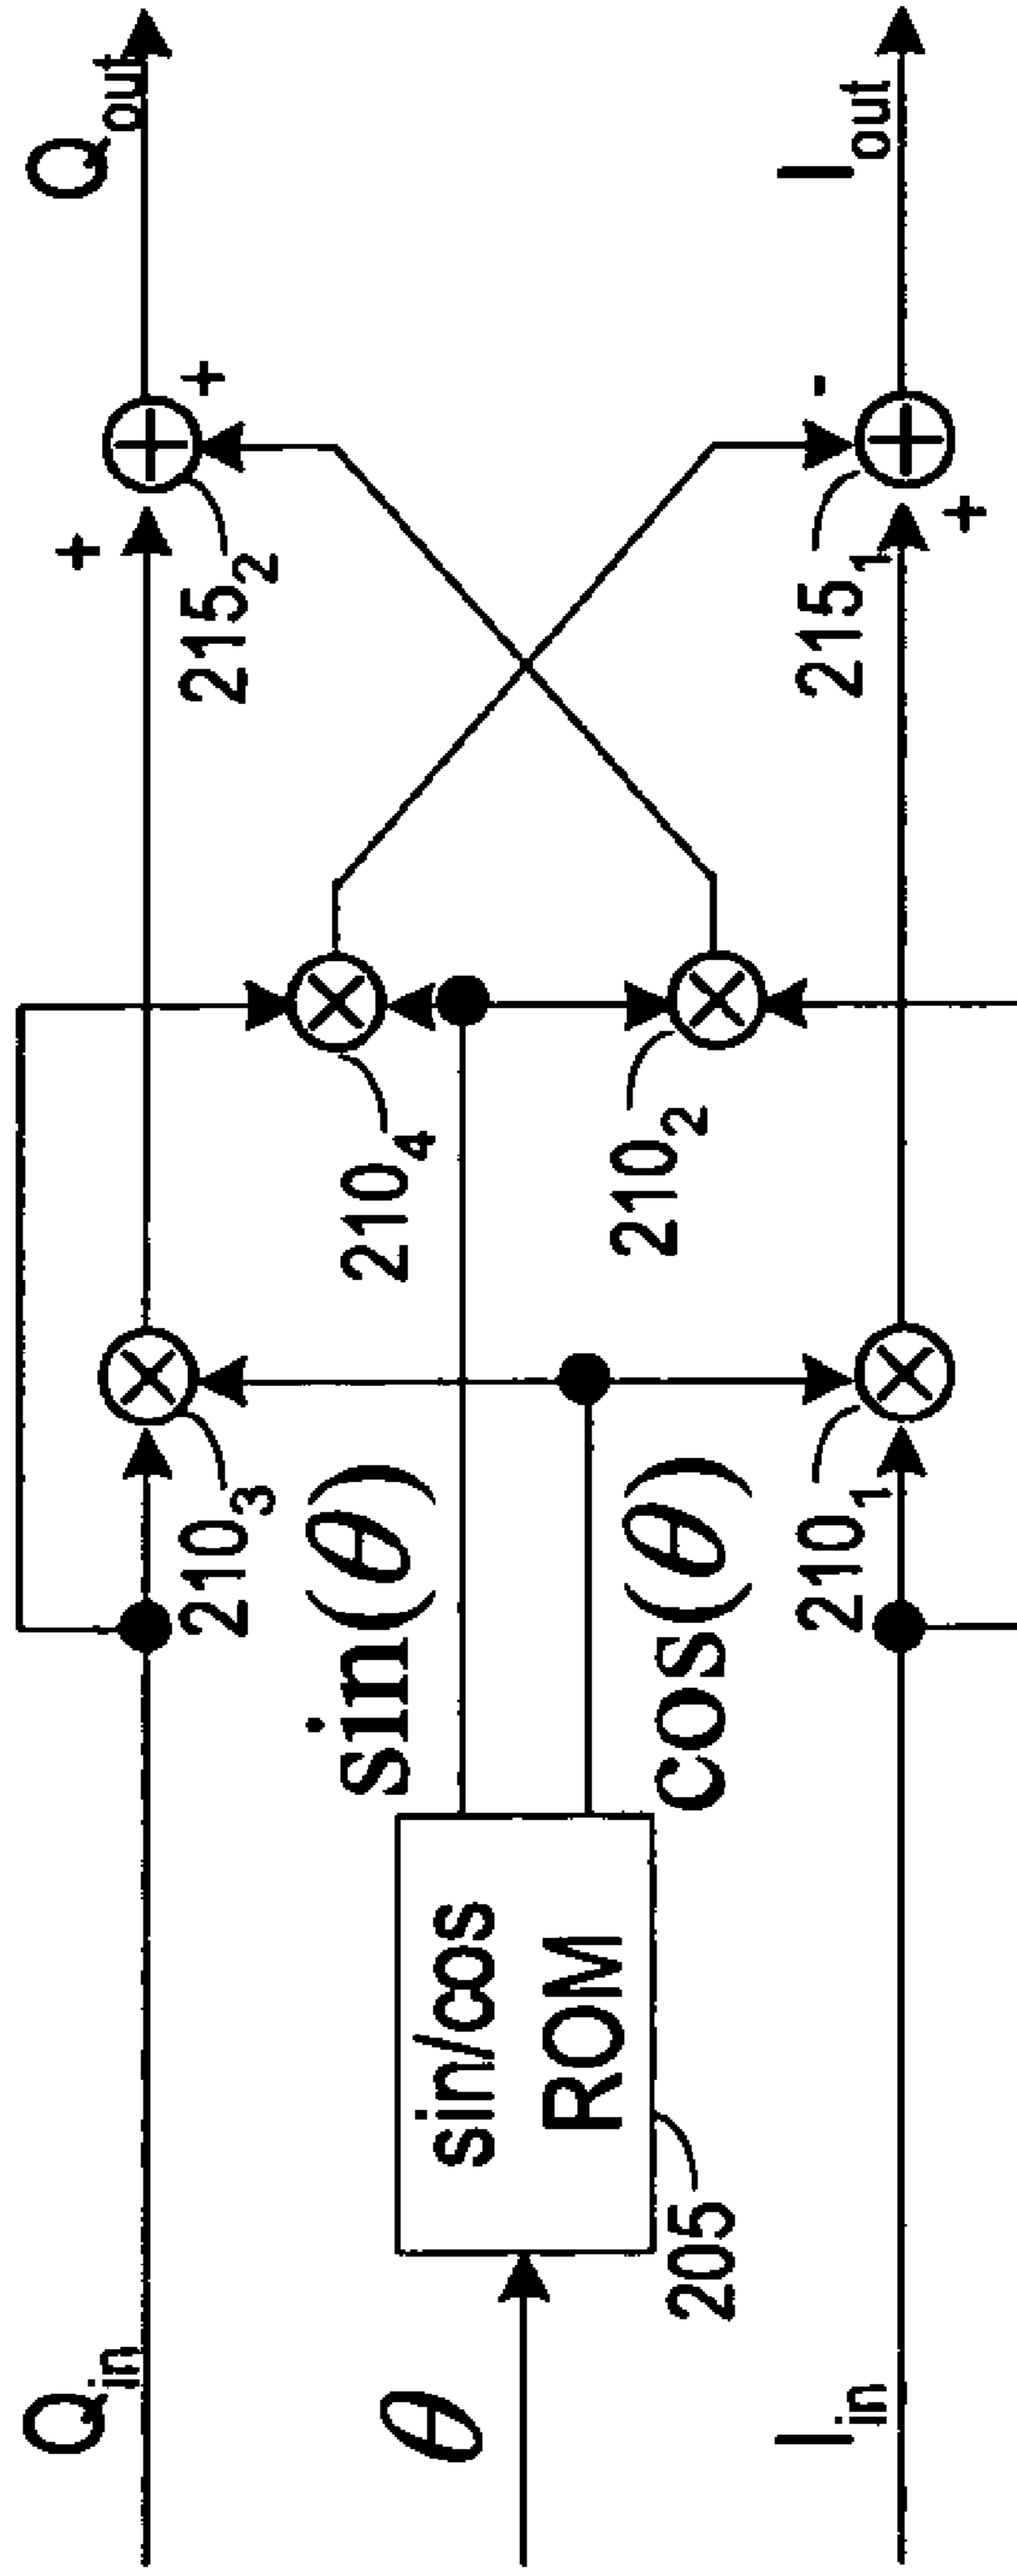 Q_in
Q_out
210_3
215_2
+
+
210_4
sin(θ)
θ
sin/cos
ROM
205
cos(θ)
210_2
210_1
215_1
-
+
I_in
I_out